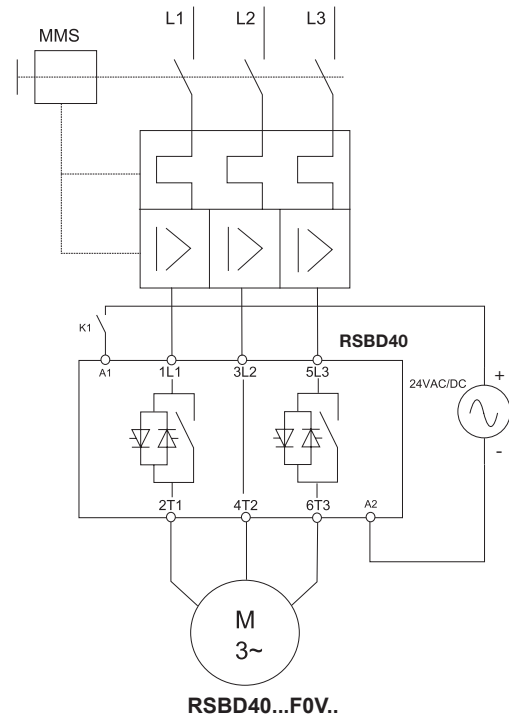 L1 L2 L3
MMS
RSBD40
K1
A1 1L1 3L2 5L3
24VAC/DC
+
-
2T1 4T2 6T3 A2
M
3~
RSBD40...F0V..